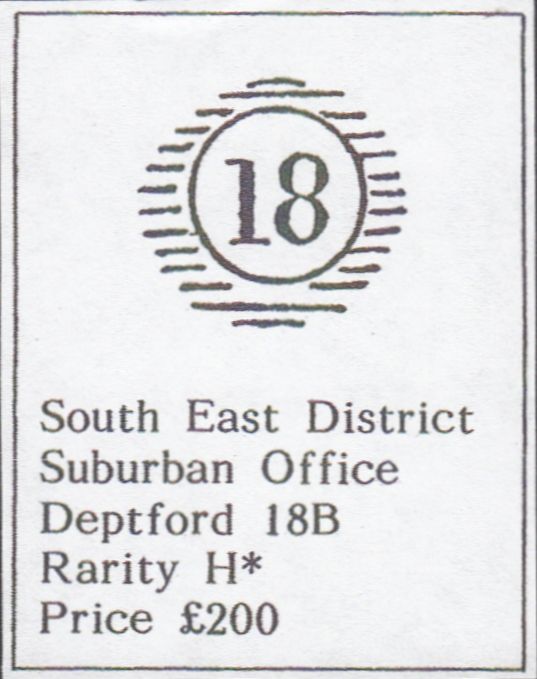 18
South East District
Suburban Office
Deptford 18B
Rarity H*
Price £200